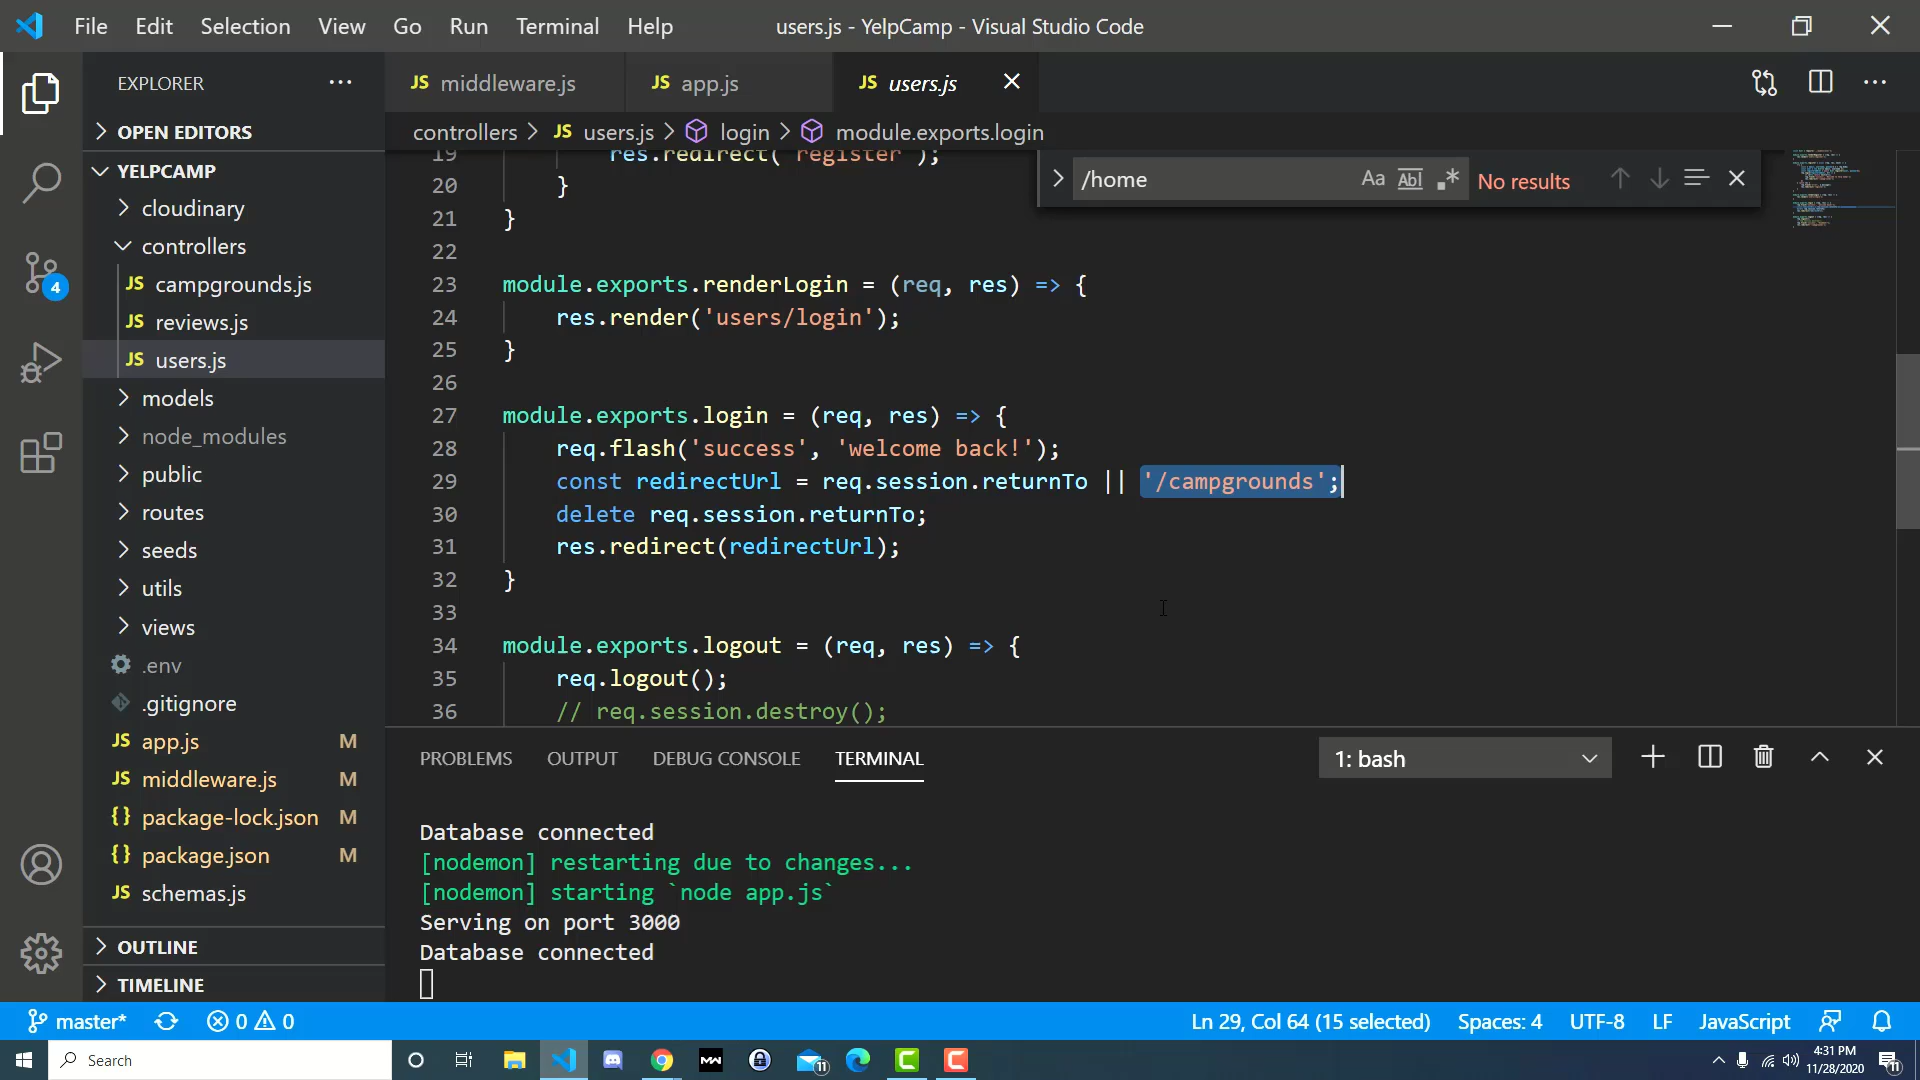 File Edit Selection View Go Run Terminal Help users.js - YelpCamp - Visual Studio Code
EXPLORER
OPEN EDITORS
YELPCAMP
cloudinary
controllers
JS campgrounds.js
JS reviews.js
JS users.js
models
node_modules
public
routes
seeds
utils
views
.env
.gitignore
JS app.js M
JS middleware.js M
{} package-lock.json M
{} package.json M
JS schemas.js
OUTLINE
TIMELINE
4
JS middleware.js JS app.js JS users.js
controllers > JS users.js > login > module.exports.login
/home Aa Abl .* No results
19 res.redirect('register');
20 }
21 }
22
23 module.exports.renderLogin = (req, res) => {
24 res.render('users/login');
25 }
26
27 module.exports.login = (req, res) => {
28 req.flash('success', 'welcome back!');
29 const redirectUrl = req.session.returnTo || '/campgrounds';
30 delete req.session.returnTo;
31 res.redirect(redirectUrl);
32 }
33
34 module.exports.logout = (req, res) => {
35 req.logout();
36 // req.session.destroy();
PROBLEMS OUTPUT DEBUG CONSOLE TERMINAL 1: bash
Database connected
[nodemon] restarting due to changes...
[nodemon] starting `node app.js`
Serving on port 3000
Database connected
master* 0 0 Ln 29, Col 64 (15 selected) Spaces: 4 UTF-8 LF JavaScript
Search 11 4:31 PM
11/28/2020 11